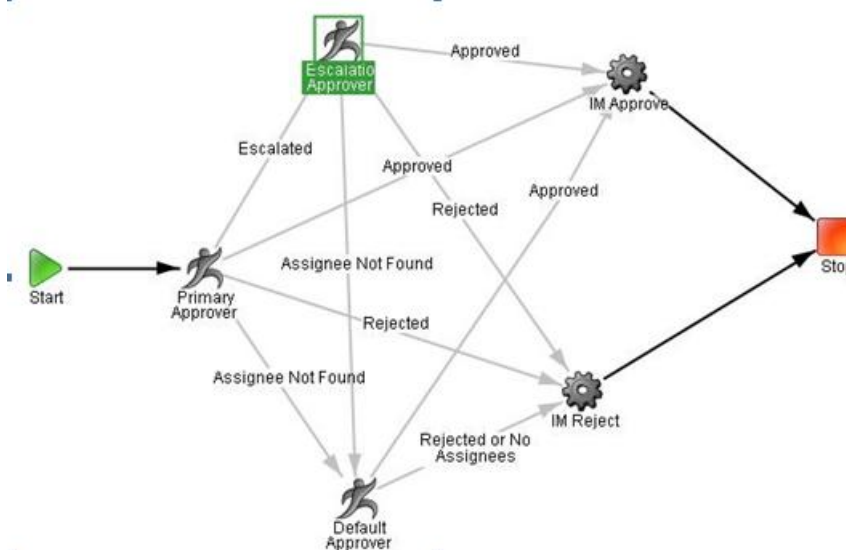 Approved
Escalatio
Approver
IM Approve
Escalated
Approved
Approved
Rejected
Assignee Not Found
Start
Primary
Approver
Stop
Rejected
Assignee Not Found
IM Reject
Rejected or No
Assignees
Default
Approver